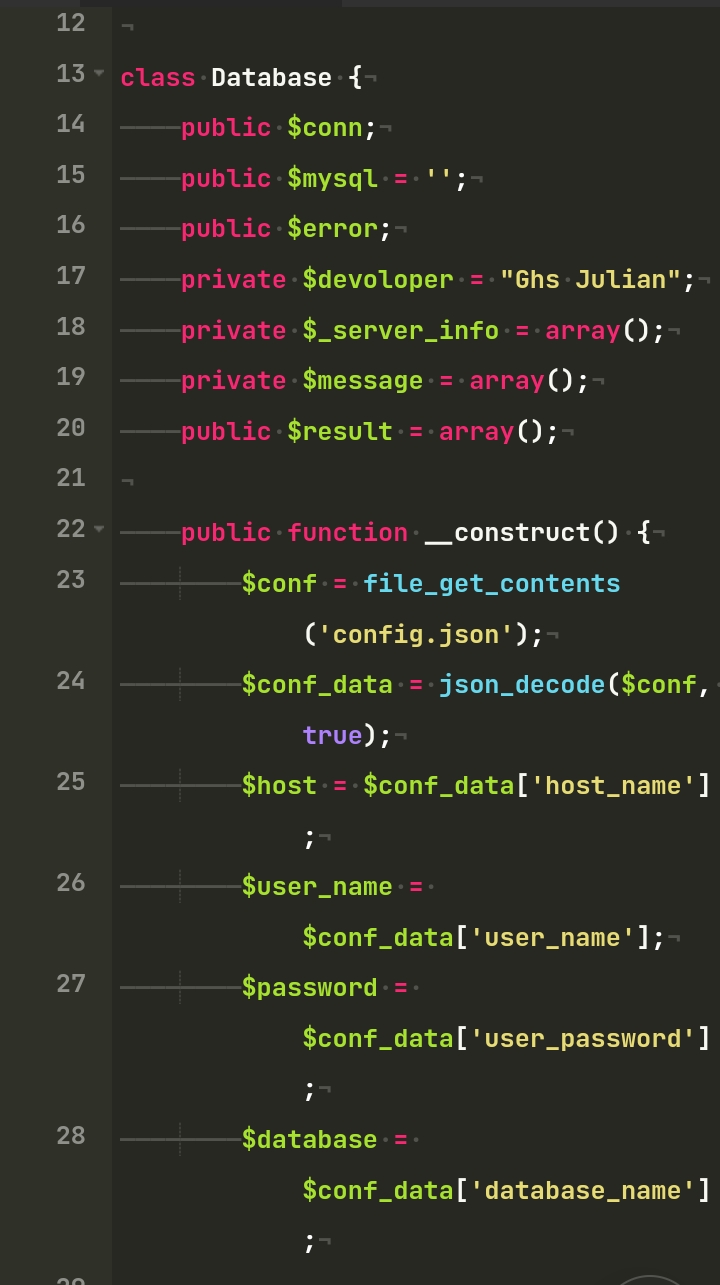 12
13 class Database {
14 public $conn;
15 public $mysql = '';
16 public $error;
17 private $devoloper = "Ghs Julian";
18 private $_server_info = array();
19 private $message = array();
20 public $result = array();
21
22 public function __construct() {
23 $conf = file_get_contents
('config.json');
24 $conf_data = json_decode($conf,
true);
25 $host = $conf_data['host_name']
;
26 $user_name =
$conf_data['user_name'];
27 $password =
$conf_data['user_password']
;
28 $database =
$conf_data['database_name']
;